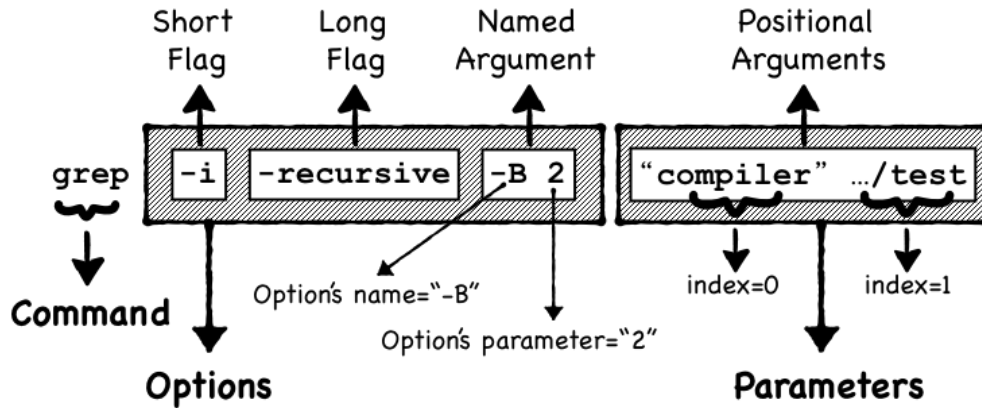 Short
Flag
Long
Flag
Named
Argument
Positional
Arguments
grep -i -recursive -B 2 “compiler” .../test
Option's name=“-B”
index=0
index=1
Command
Option's parameter=“2”
Options
Parameters